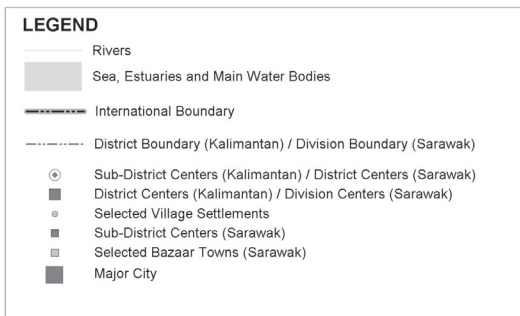 LEGEND
Rivers
Sea, Estuaries and Main Water Bodies
International Boundary
District Boundary (Kalimantan) / Division Boundary (Sarawak)
Sub-District Centers (Kalimantan) / District Centers (Sarawak)
District Centers (Kalimantan) / Division Centers (Sarawak)
Selected Village Settlements
Sub-District Centers (Sarawak)
Selected Bazaar Towns (Sarawak)
Major City